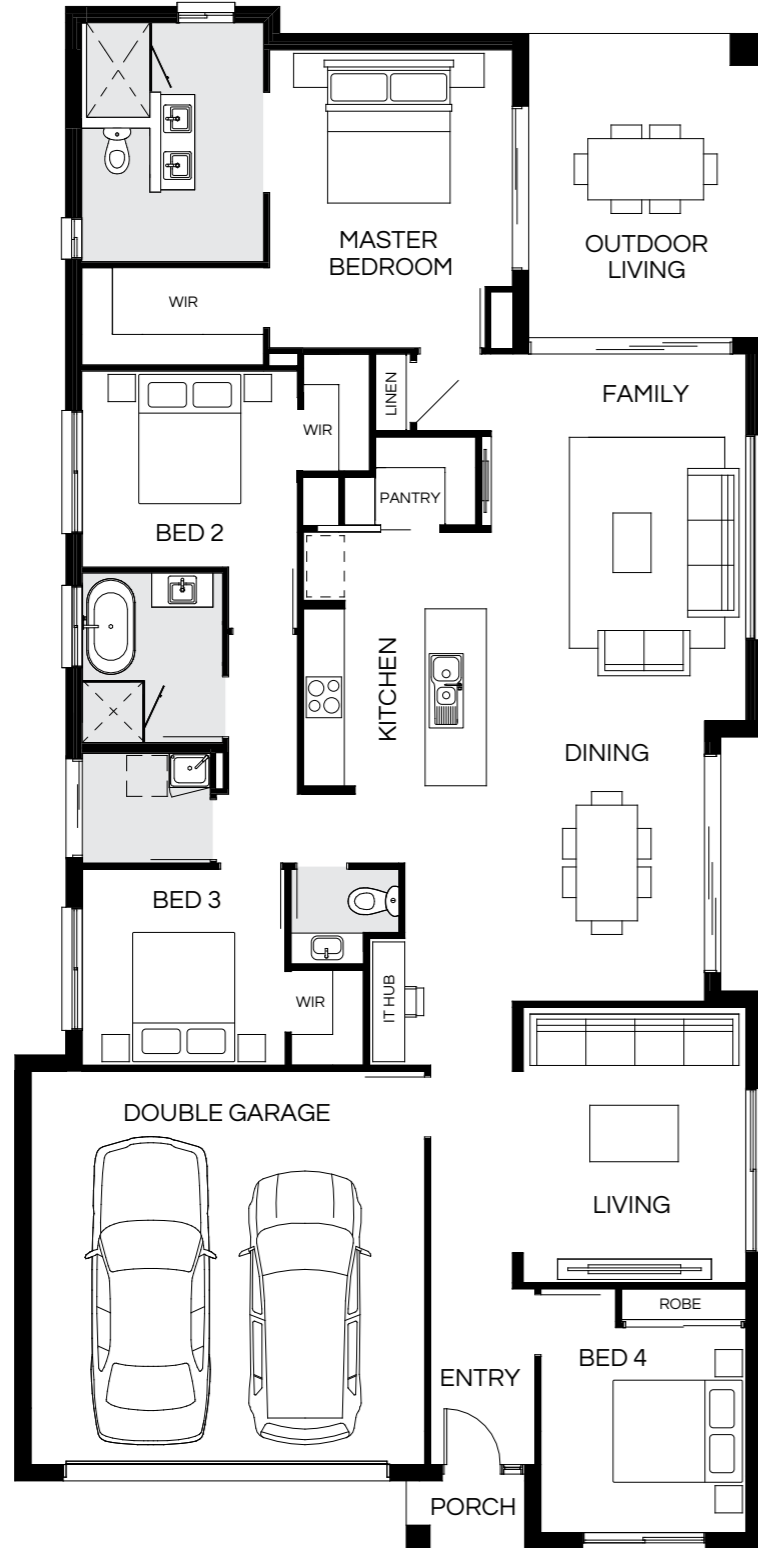 MASTER
BEDROOM
OUTDOOR
LIVING
WIR
FAMILY
LINEN
WIR
PANTRY
BED 2
KITCHEN
DINING
BED 3
IT HUB
WIR
DOUBLE GARAGE
LIVING
ROBE
BED 4
ENTRY
PORCH